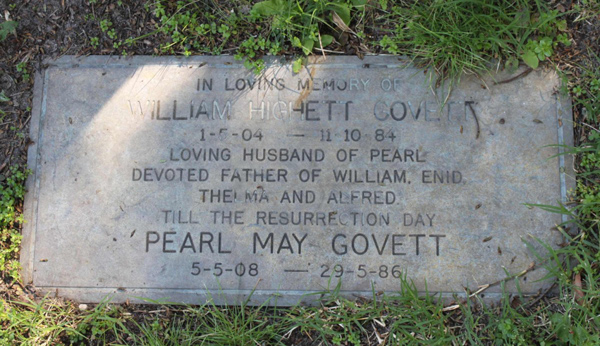 IN LOVING MEMORY OF
WILLIAM HIGHETT GOVETT
1-5-04 — 11-10-84
LOVING HUSBAND OF PEARL
DEVOTED FATHER OF WILLIAM, ENID,
THELMA AND ALFRED.
TILL THE RESURRECTION DAY
PEARL MAY GOVETT
5-5-08 — 29-5-86